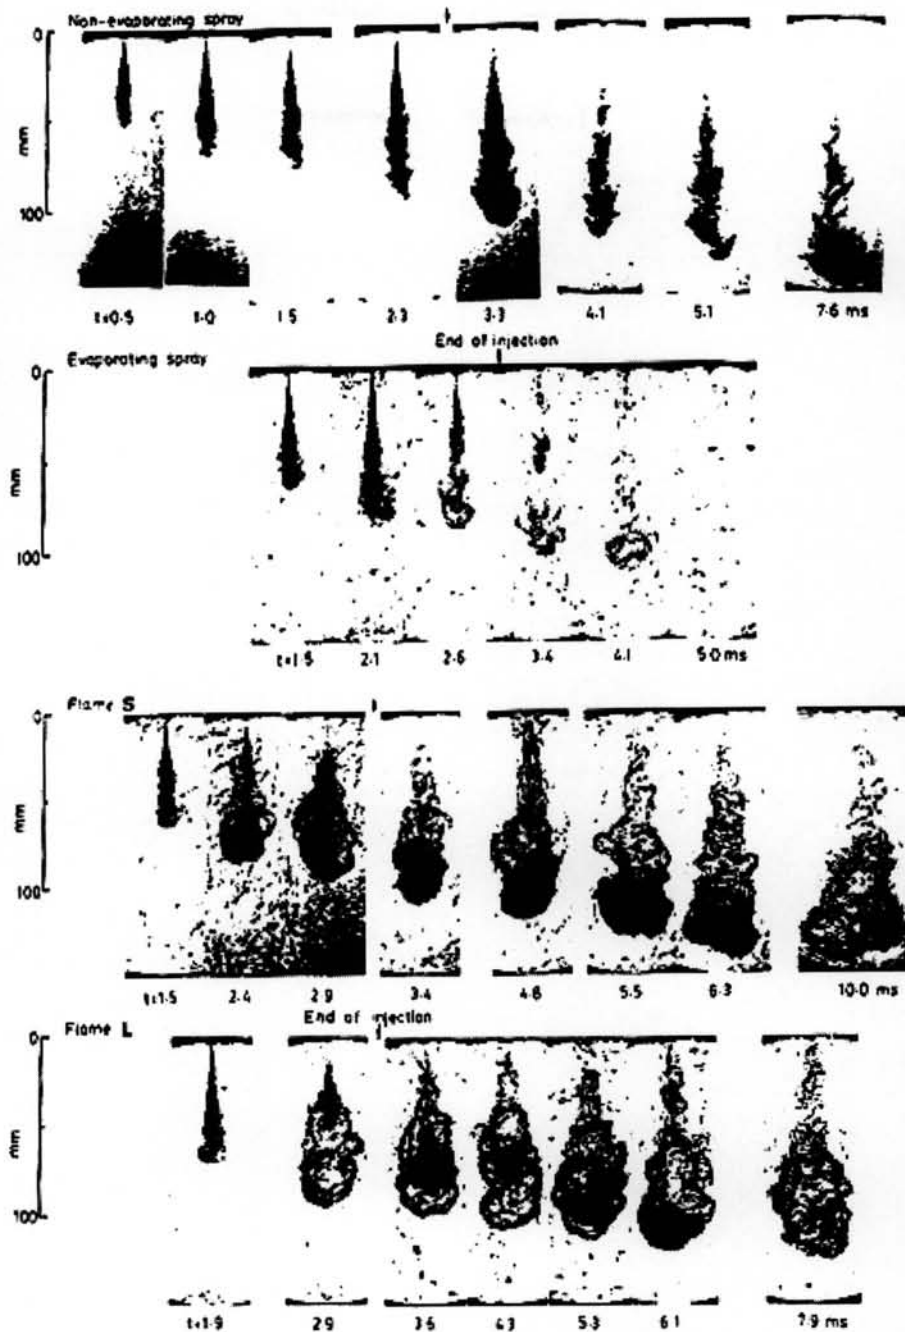 Non-evaporating spray
0
mm
100
t=0.5 1.0 1.5 2.3 3.3 4.1 5.1 7.6 ms
End of injection
Evaporating spray
0
mm
100
t=1.5 2.1 2.6 3.4 4.1 5.0 ms
Flame S
0
mm
100
t=1.5 2.4 2.9 3.4 4.8 5.5 6.3 10.0 ms
End of injection
Flame L
0
mm
100
t=1.9 2.9 3.5 4.3 5.3 6.1 7.9 ms